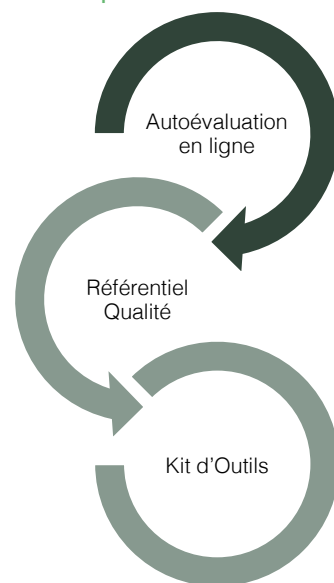 Autoévaluation
en ligne
Référentiel
Qualité
Kit d'Outils